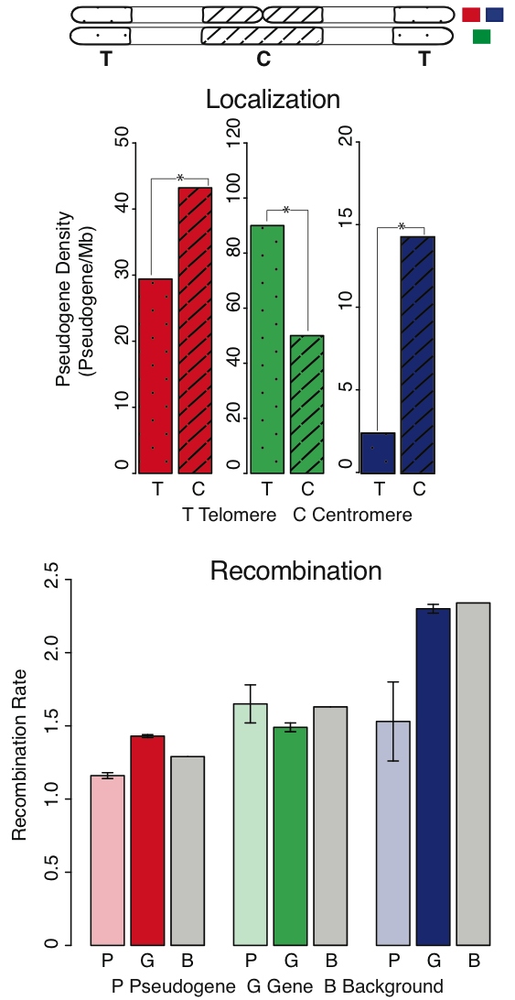 T C T
Localization
Pseudogene Density
(Pseudogene/Mb)
50
40
30
20
10
0
*
T C
120
100
80
60
40
20
0
*
T C
20
15
10
5
0
*
T C
T Telomere C Centromere
Recombination
Recombination Rate
2.5
2.0
1.5
1.0
0.5
0
P G B P G B P G B
P Pseudogene G Gene B Background